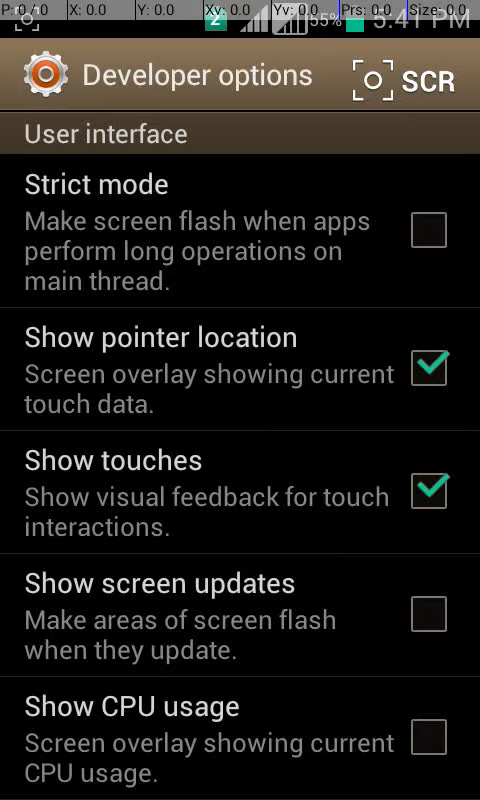 P: 0 / 0 X: 0.0 Y: 0.0 Xv: 0.0 Yv: 0.0 Prs: 0.0 Size: 0.0
2 55% 5:41 PM
Developer options SCR
User interface
Strict mode
Make screen flash when apps
perform long operations on
main thread.
Show pointer location
Screen overlay showing current
touch data.
Show touches
Show visual feedback for touch
interactions.
Show screen updates
Make areas of screen flash
when they update.
Show CPU usage
Screen overlay showing current
CPU usage.